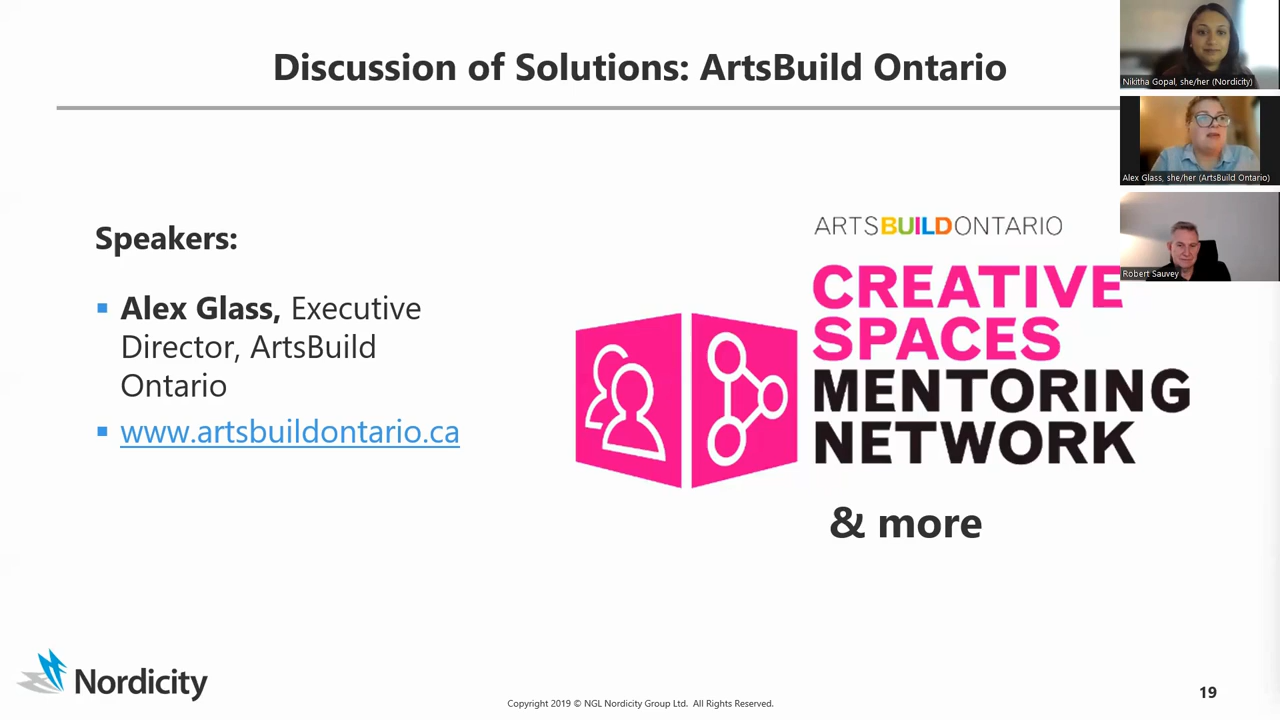 Discussion of Solutions: ArtsBuild Ontario
Nikitha Gopal, she/her (Nordicity)
Alex Glass, she/her (ArtsBuild Ontario)
Robert Sauvey
Speakers:
▪ Alex Glass, Executive
Director, ArtsBuild
Ontario
▪ www.artsbuildontario.ca
ARTSBUILDONTARIO
CREATIVE
SPACES
MENTORING
NETWORK
& more
Nordicity
Copyright 2019 © NGL Nordicity Group Ltd. All Rights Reserved.
19